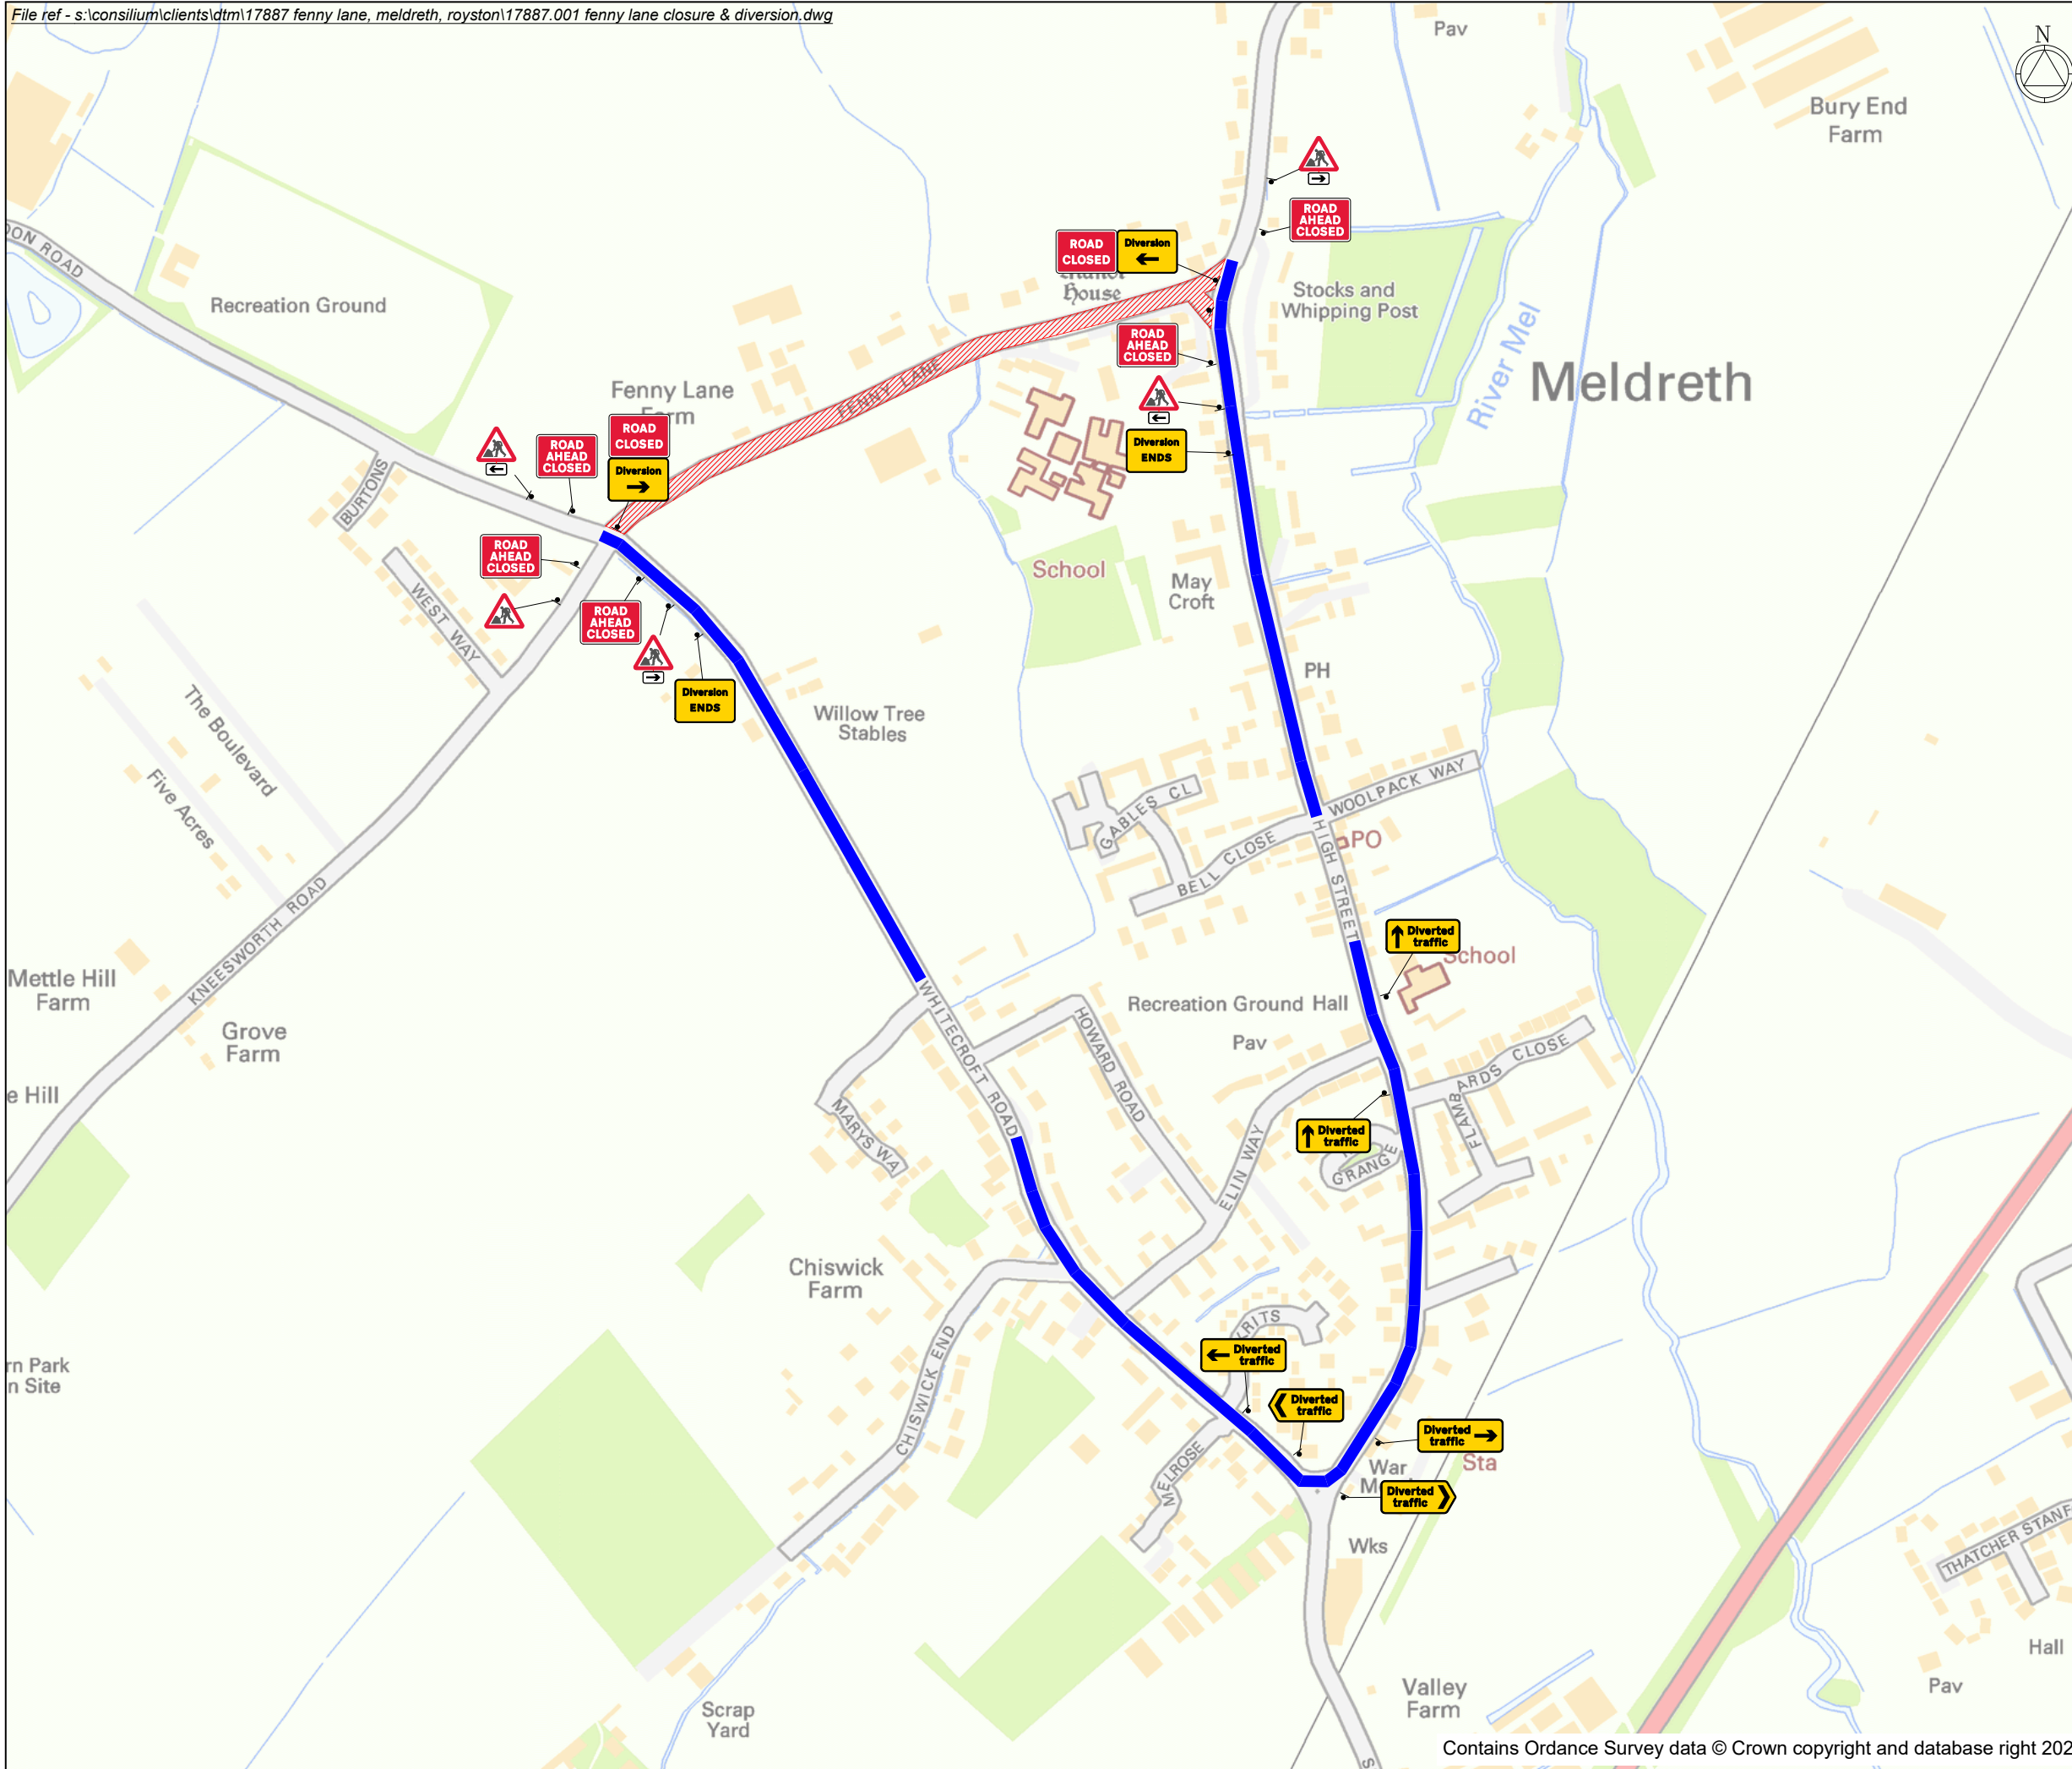 File ref - s:\consilium\clients\dtm\17887 fenny lane, meldreth, royston\17887.001 fenny lane closure & diversion.dwg
N
Pav
Bury End
Farm
ROAD
AHEAD
CLOSED
ROAD
CLOSED
Diversion
House
Stocks and
Whipping Post
River Mel
Meldreth
DON ROAD
Recreation Ground
ROAD
AHEAD
CLOSED
Diversion
ENDS
FENNY LANE
Fenny Lane
Farm
ROAD
CLOSED
Diversion
ROAD
AHEAD
CLOSED
BURTONS
ROAD
AHEAD
CLOSED
ROAD
AHEAD
CLOSED
Diversion
ENDS
WEST WAY
School
May
Croft
PH
Willow Tree
Stables
The Boulevard
Five Acres
KNEESWORTH ROAD
GABLES CL
BELL CLOSE
WOOLPACK WAY
PO
HIGH STREET
Diverted
traffic
School
Mettle Hill
Farm
Grove
Farm
e Hill
WHITECROFT ROAD
HOWARD ROAD
Recreation Ground Hall
Pav
MARYS WA
ELIN WAY
Diverted
traffic
GRANGE
FLAMBARDS CLOSE
Chiswick
Farm
CHISWICK END
RITS
Diverted
traffic
Diverted
traffic
Diverted
traffic
Diverted
traffic
War
Sta
MELROSE
Wks
rn Park
n Site
Scrap
Yard
Valley
Farm
THATCHER STANF
Hall
Pav
S
Contains Ordance Survey data © Crown copyright and database right 202